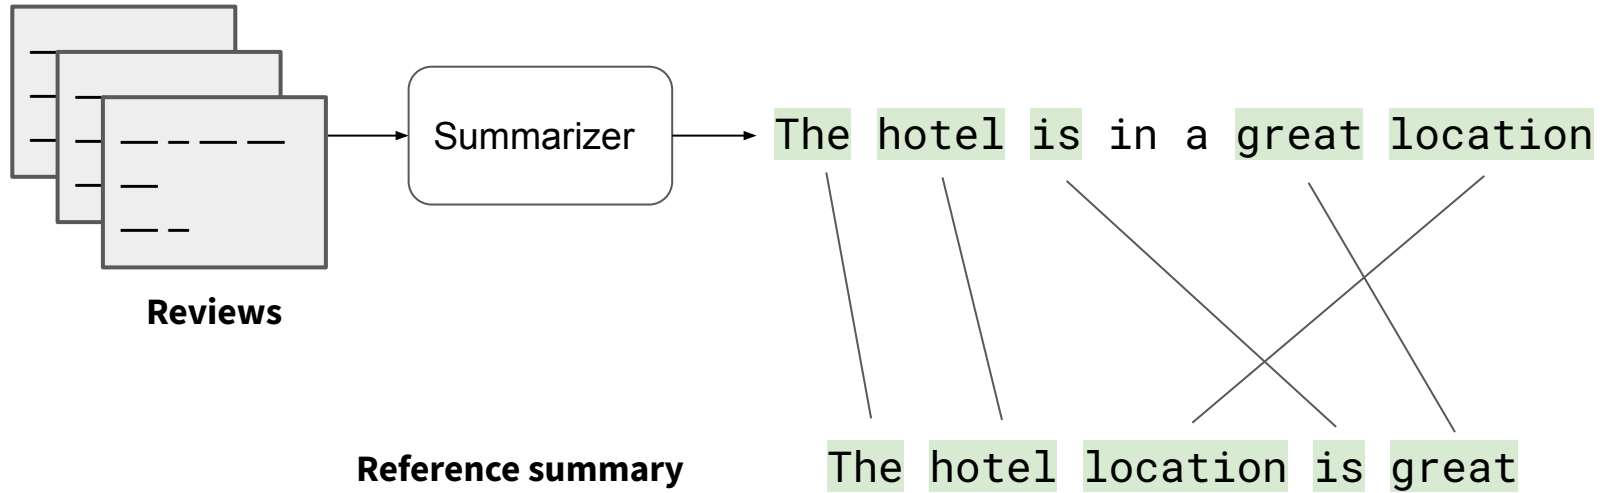 Summarizer
The hotel is in a great location
Reviews
Reference summary
The hotel location is great